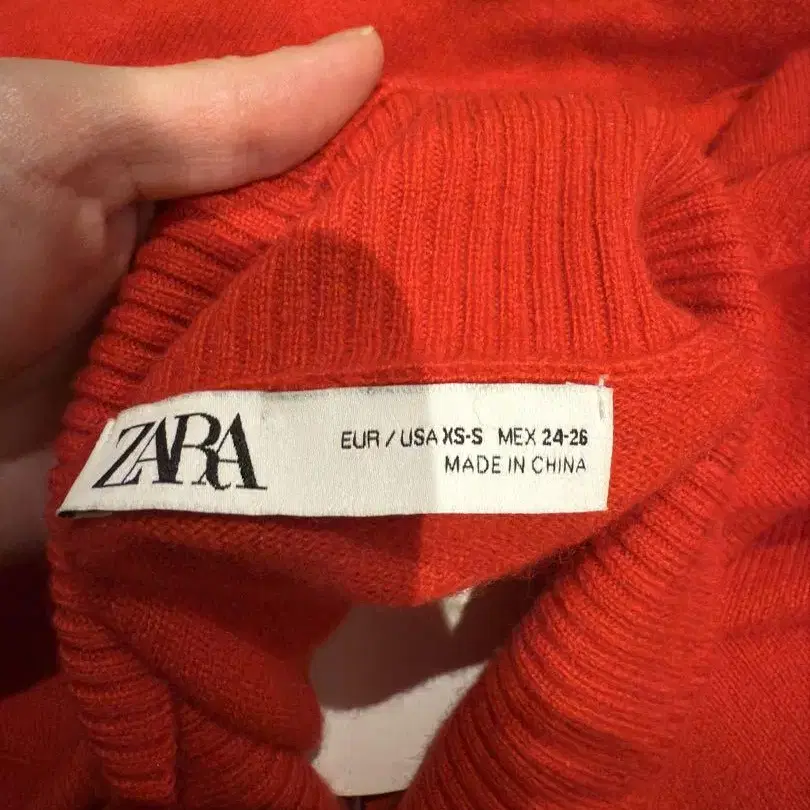 ZARA
EUR / USA XS-S MEX 24-26
MADE IN CHINA